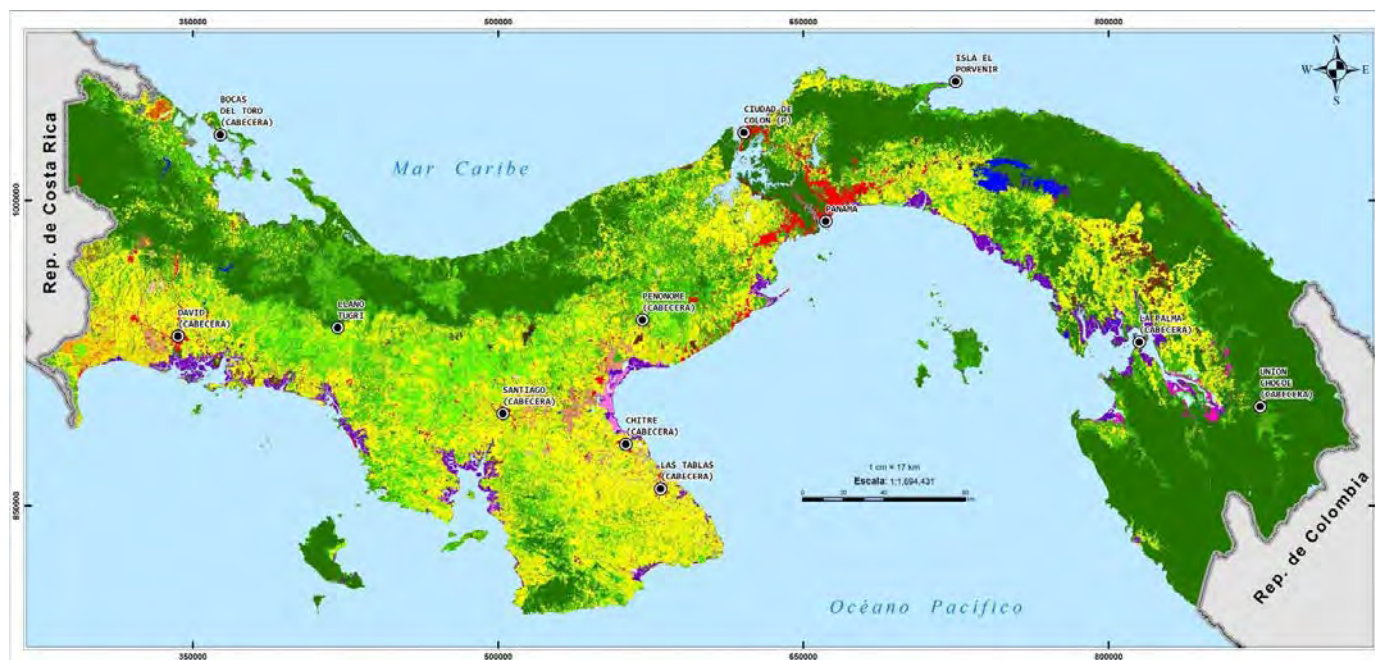 350000 500000 650000 800000
N
W E
S
ISLA EL
PORVENIR
BOCAS
DEL TORO
(CABECERA)
CIUDAD DE
COLON (P)
Rep. de Costa Rica
Mar Caribe
1000000
PANAMA
PENONOME
(CABECERA)
LLANO
TUGRI
DAVID
(CABECERA)
LA PALMA
(CABECERA)
UNION
CHOCOE
(CABECERA)
SANTIAGO
(CABECERA)
CHITRE
(CABECERA)
LAS TABLAS
(CABECERA)
1 cm = 17 km
Escala: 1:1,694,431
850000
Rep. de Colombia
Océano Pacífico
350000 500000 650000 800000